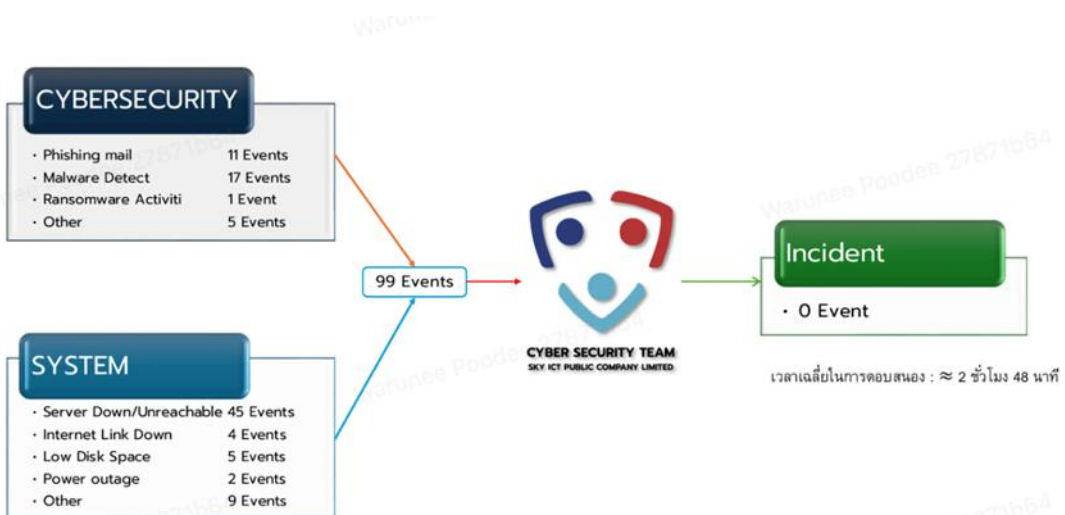 CYBERSECURITY
· Phishing mail 11 Events
· Malware Detect 17 Events
· Ransomware Activiti 1 Event
· Other 5 Events
SYSTEM
· Server Down/Unreachable 45 Events
· Internet Link Down 4 Events
· Low Disk Space 5 Events
· Power outage 2 Events
· Other 9 Events
99 Events
CYBER SECURITY TEAM
SKY ICT PUBLIC COMPANY LIMITED
Incident
· 0 Event
เวลาเฉลี่ยในการตอบสนอง : ≈ 2 ชั่วโมง 48 นาที
Warunee Poodee 27871b64